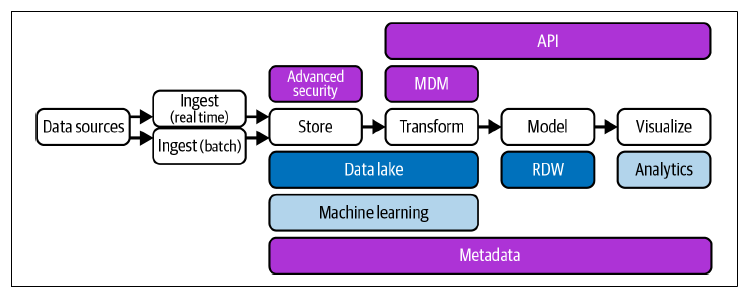 API
Advanced
security
MDM
Data sources
Ingest
(real time)
Ingest (batch)
Store
Transform
Model
Visualize
Data lake
RDW
Analytics
Machine learning
Metadata